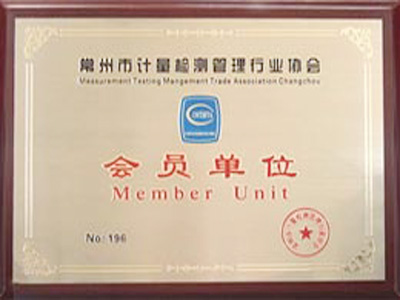 常州市计量检测管理行业协会
Measurement Testing Mangement Trade Association Changzhou
会员单位
Member Unit
No: 196